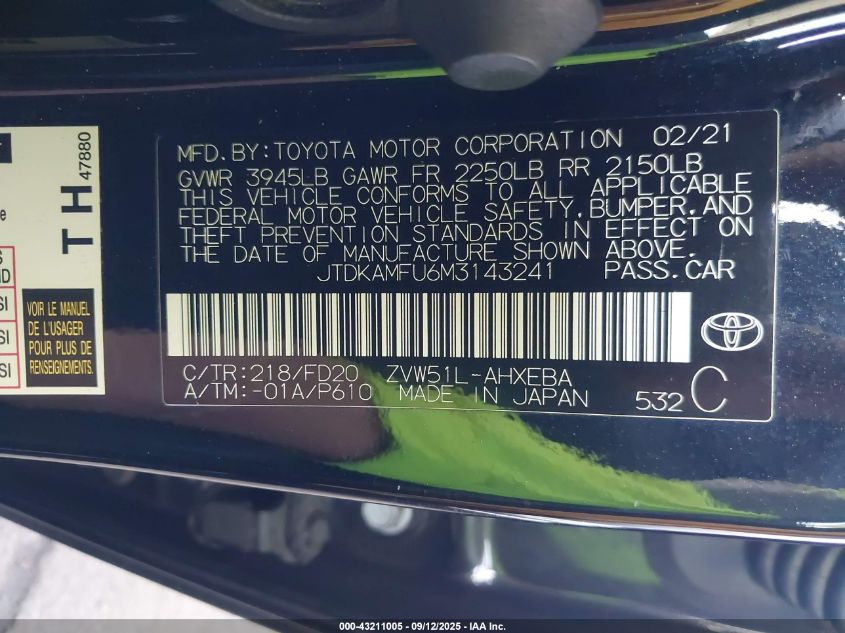 MFD. BY: TOYOTA MOTOR CORPORATION 02/21
GVWR 3945LB GAWR FR 2250LB RR 2150LB
THIS VEHICLE CONFORMS TO ALL APPLICABLE
FEDERAL MOTOR VEHICLE SAFETY, BUMPER, AND
THEFT PREVENTION STANDARDS IN EFFECT ON
THE DATE OF MANUFACTURE SHOWN ABOVE.
JTDKAMFU6M3143241 PASS. CAR
C/TR: 218/FD20 ZVW51L-AHXEBA
A/TM: -01A/P610 MADE IN JAPAN 532 C
TH 47880
VOIR LE MANUEL
DE L'USAGER
POUR PLUS DE
RENSEIGNEMENTS.
000-43211005 - 09/12/2025 - IAA Inc.